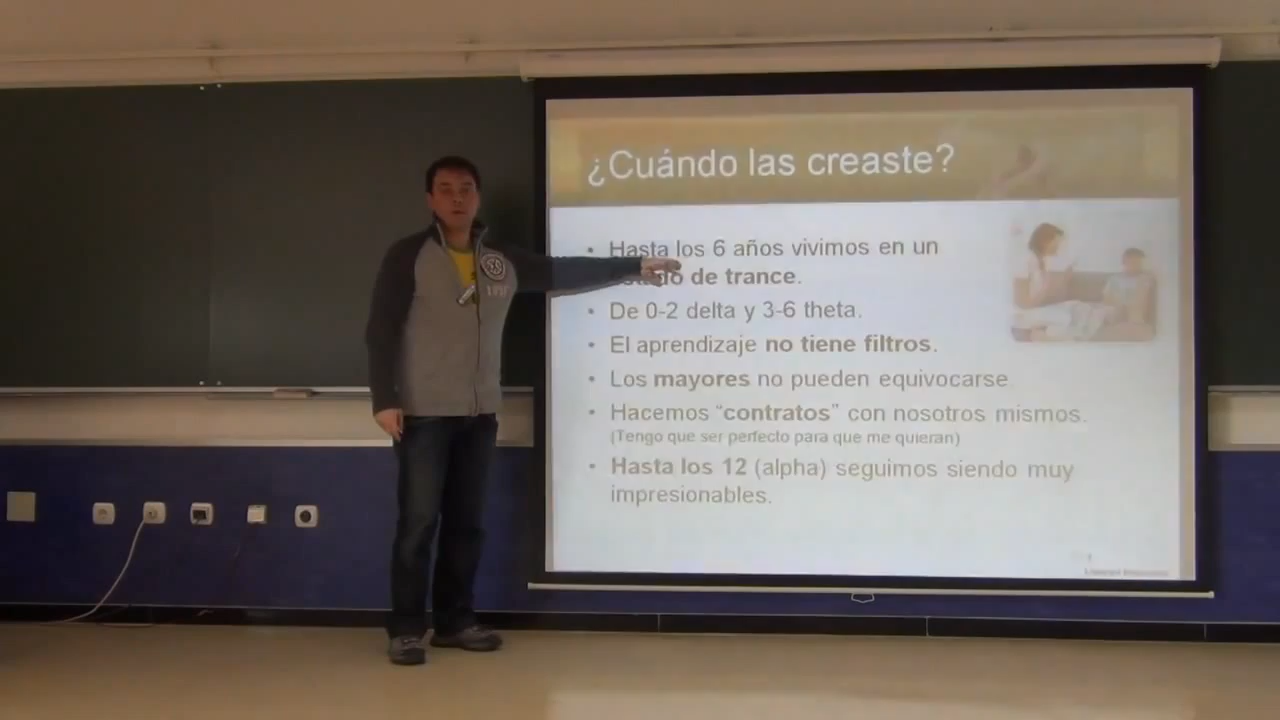 ¿Cuándo las creaste?
• Hasta los 6 años vivimos en un
de trance.
• De 0-2 delta y 3-6 theta.
• El aprendizaje no tiene filtros.
• Los mayores no pueden equivocarse.
• Hacemos “contratos” con nosotros mismos.
(Tengo que ser perfecto para que me quieran)
• Hasta los 12 (alpha) seguimos siendo muy
impresionables.